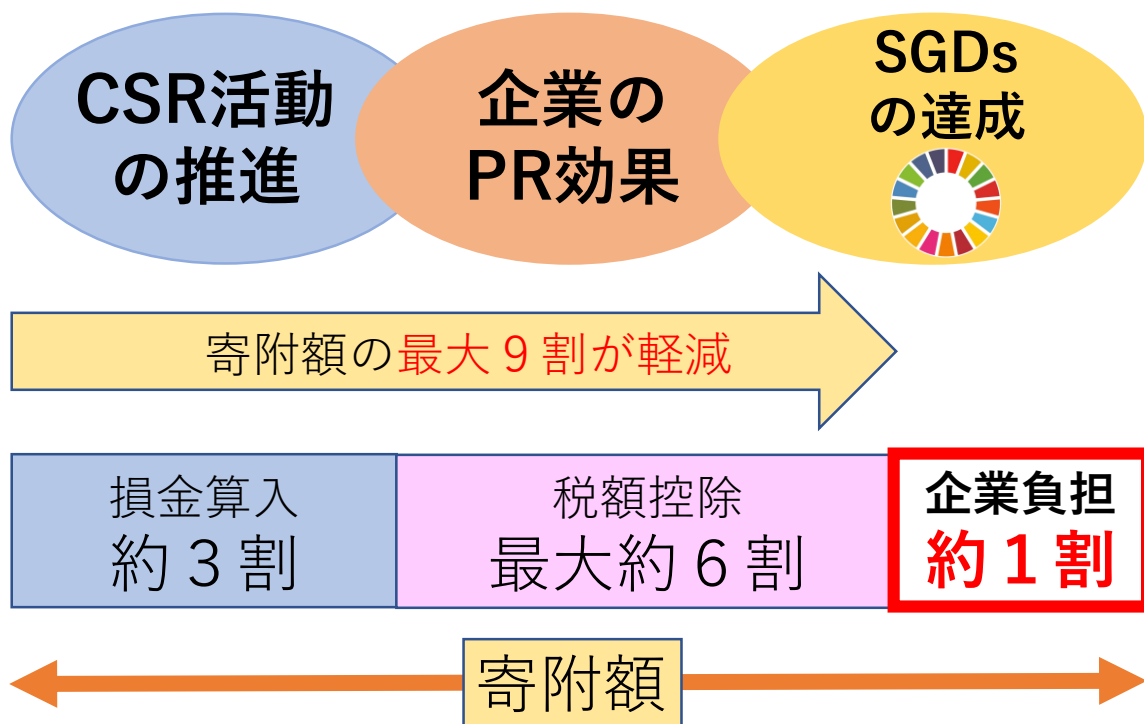 CSR活動
の推進
企業の
PR効果
SGDs
の達成
寄附額の最大９割が軽減
損金算入
約３割
税額控除
最大約６割
企業負担
約１割
寄附額